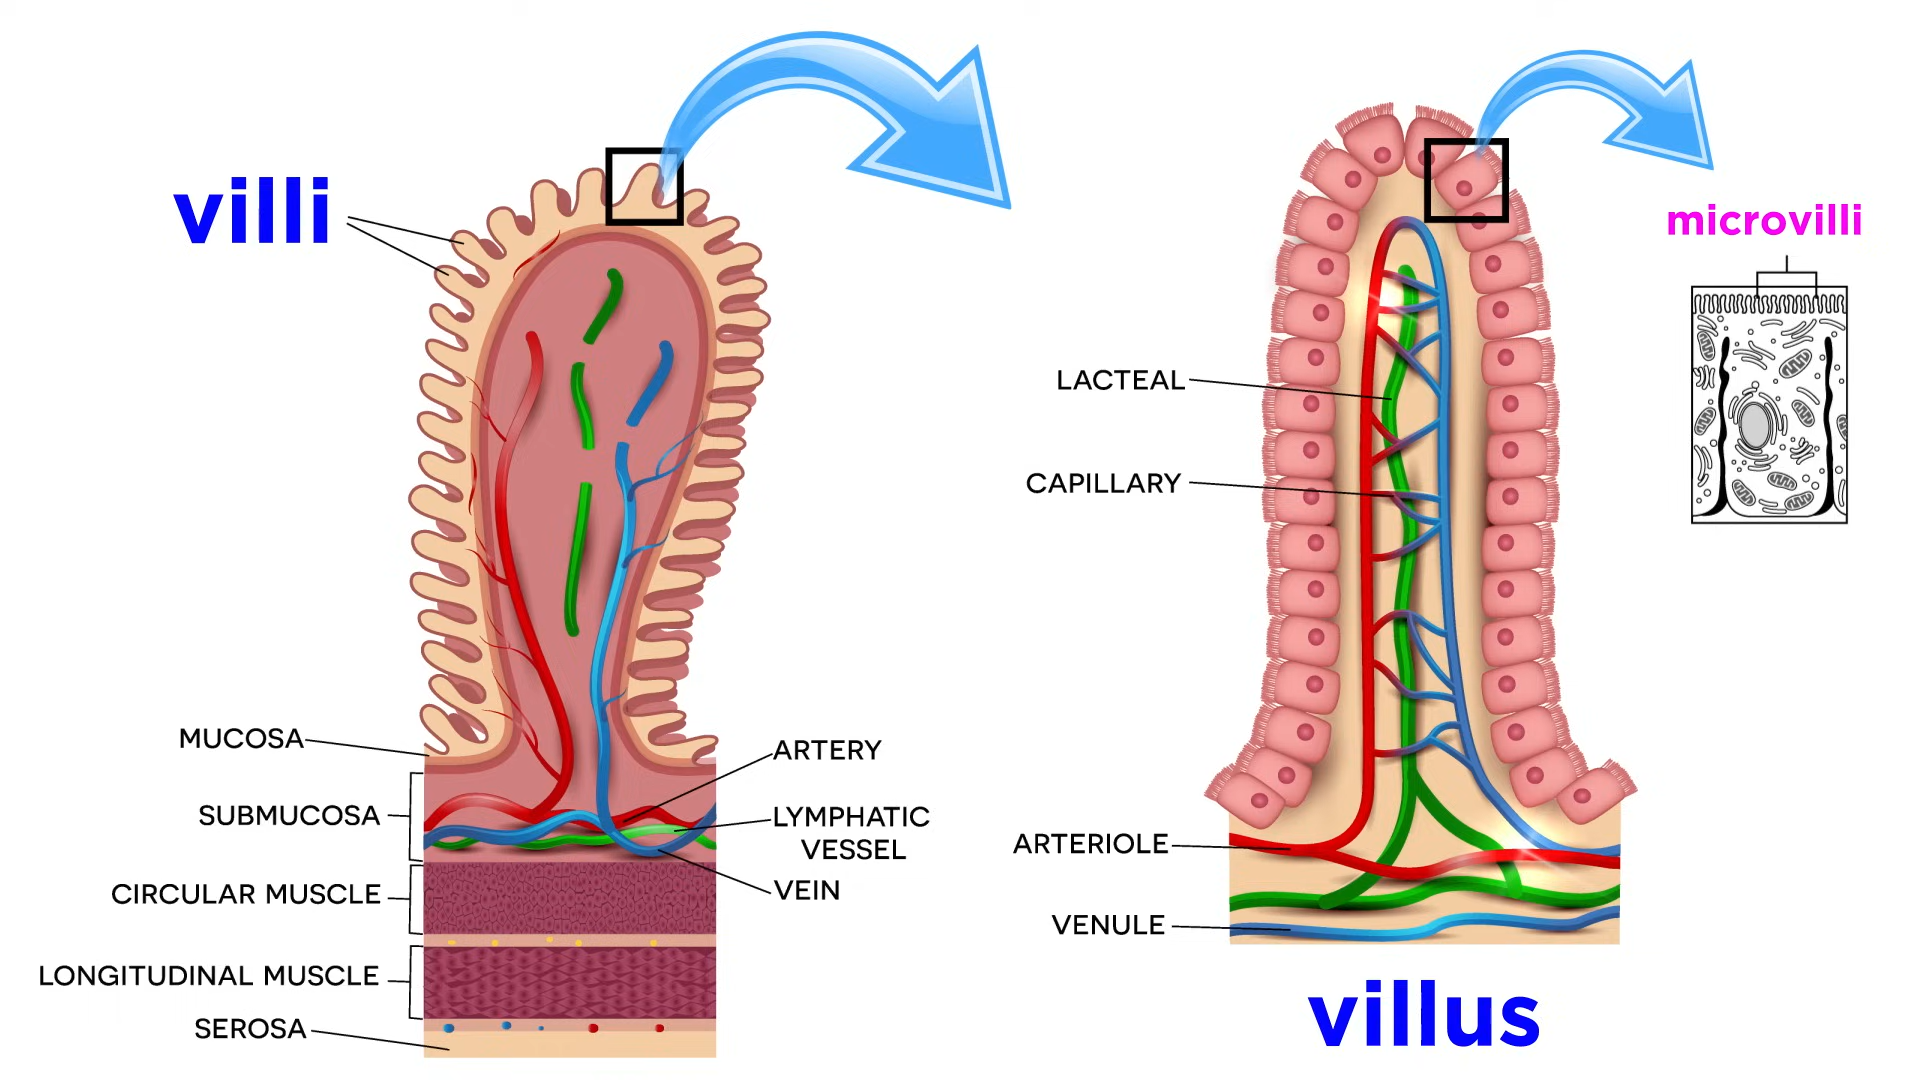 villi
MUCOSA
SUBMUCOSA
CIRCULAR MUSCLE
LONGITUDINAL MUSCLE
SEROSA
ARTERY
LYMPHATIC
VESSEL
VEIN
LACTEAL
CAPILLARY
ARTERIOLE
VENULE
villus
microvilli